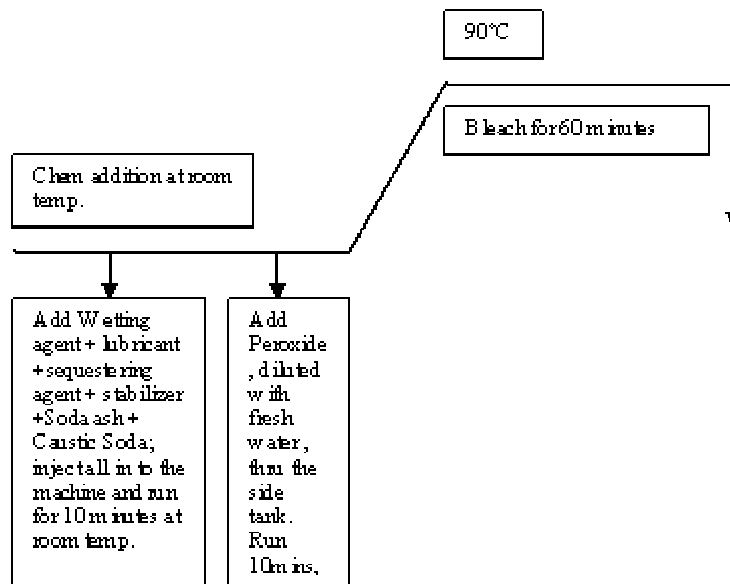 90°C
Bleach for 60 minutes
Chem addition at room
temp.
Add Wetting
agent + lubricant
+sequestering
agent + stabilizer
+Soda ash +
Caustic Soda;
inject all in to the
machine and run
for 10 minutes at
room temp.
Add
Peroxide
, diluted
with
fresh
water,
thru the
side
tank.
Run
10mins,